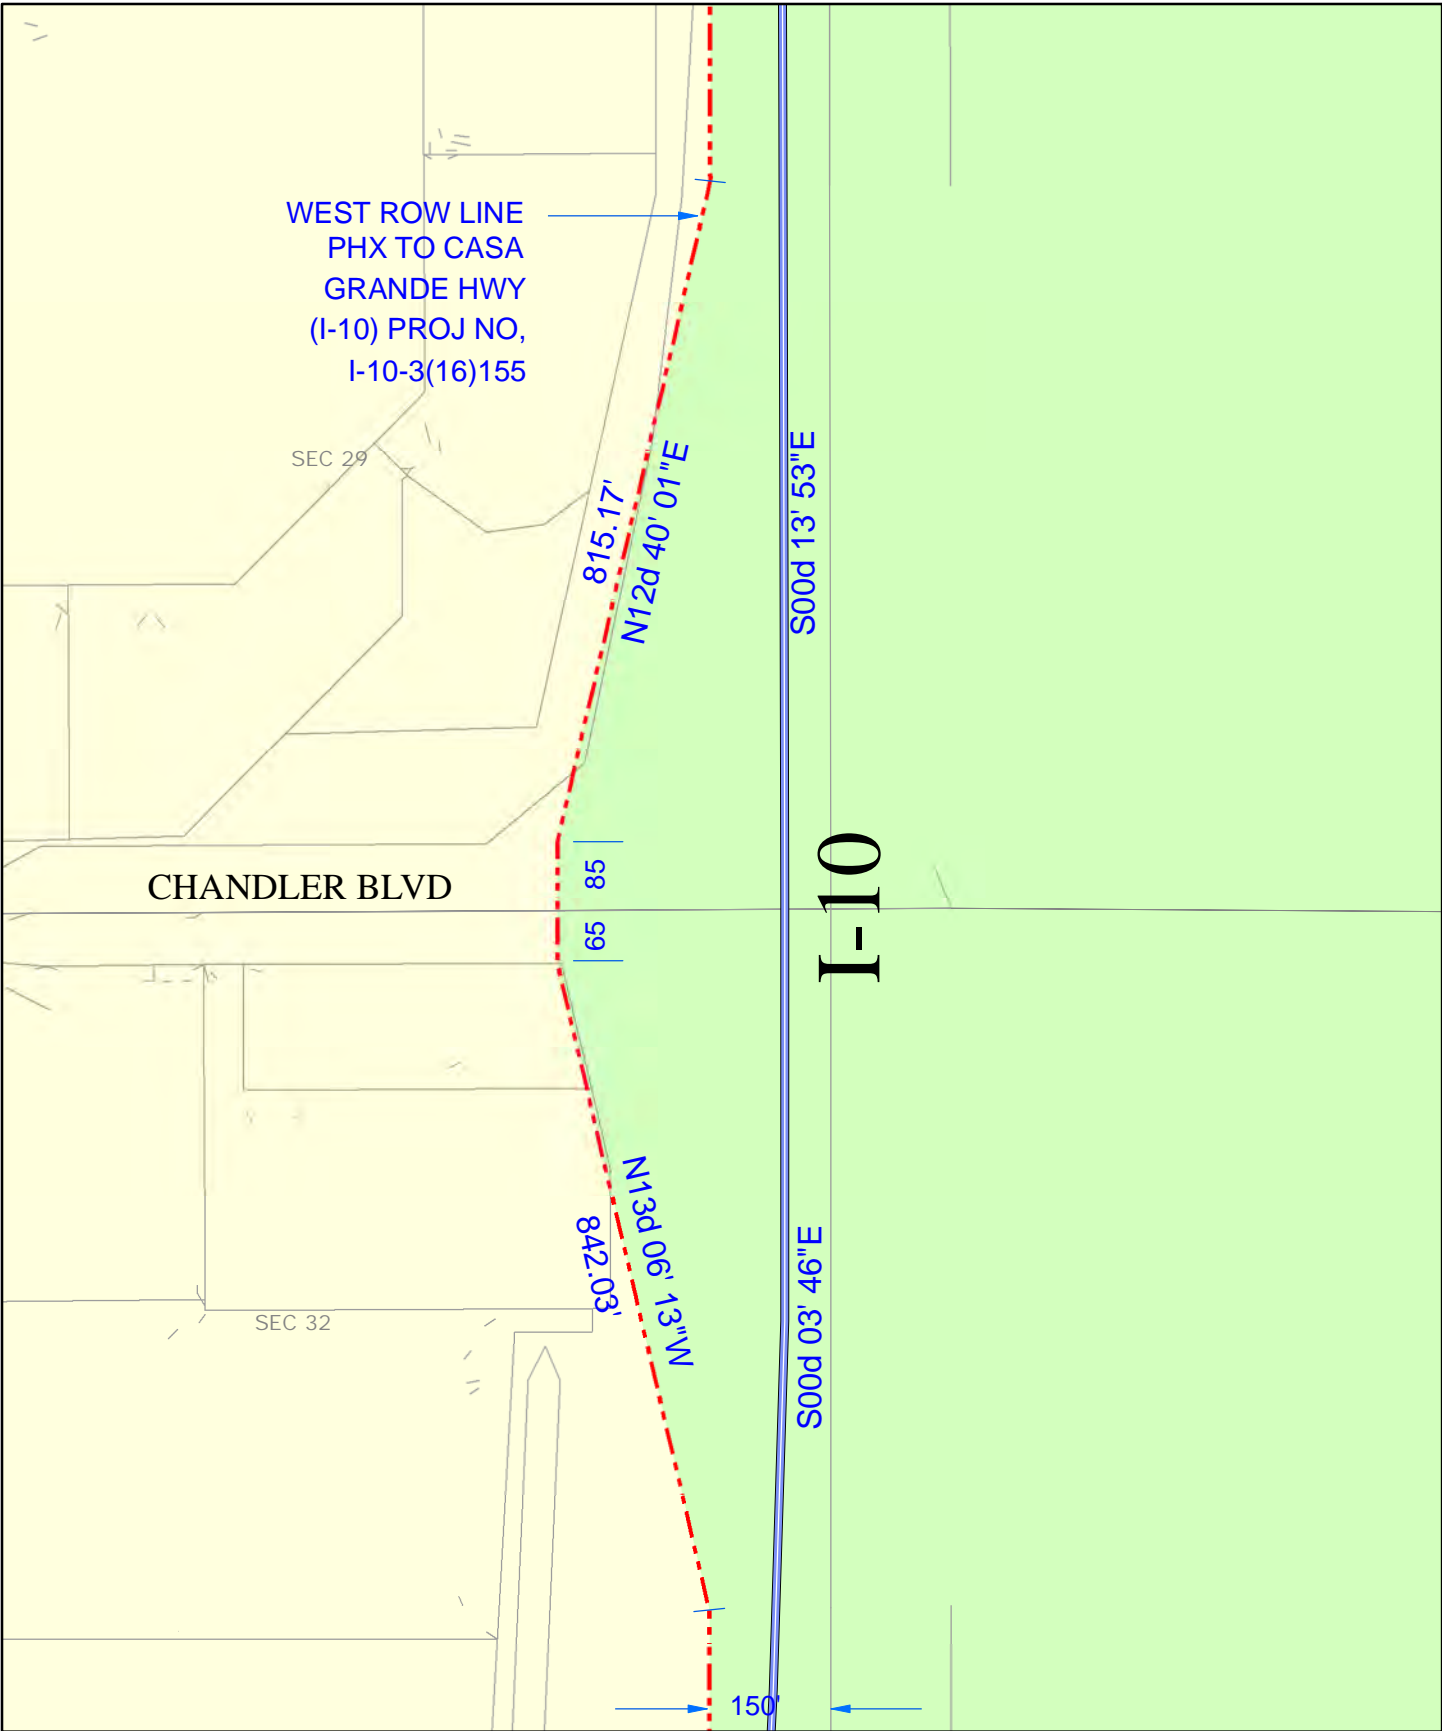 WEST ROW LINE
PHX TO CASA
GRANDE HWY
(I-10) PROJ NO,
I-10-3(16)155
SEC 29
815.17'
N12d 40' 01"E
S00d 13' 53"E
CHANDLER BLVD
85
65
I-10
N13d 06' 13"W
842.03'
S00d 03' 46"E
SEC 32
150'